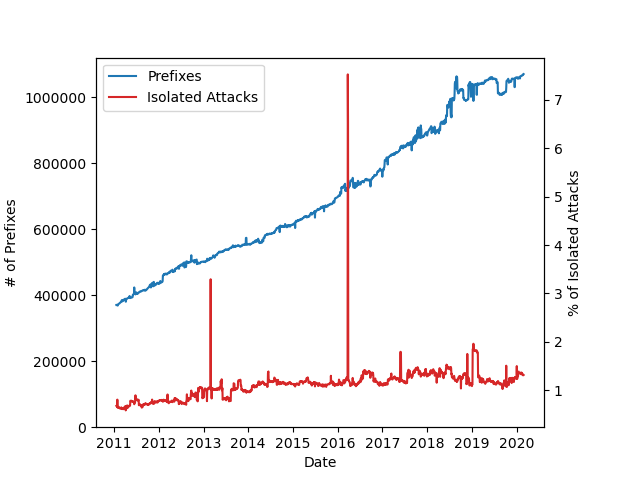 Prefixes
Isolated Attacks
1000000
800000
600000
400000
200000
0
# of Prefixes
7
6
5
4
3
2
1
% of Isolated Attacks
2011 2012 2013 2014 2015 2016 2017 2018 2019 2020
Date